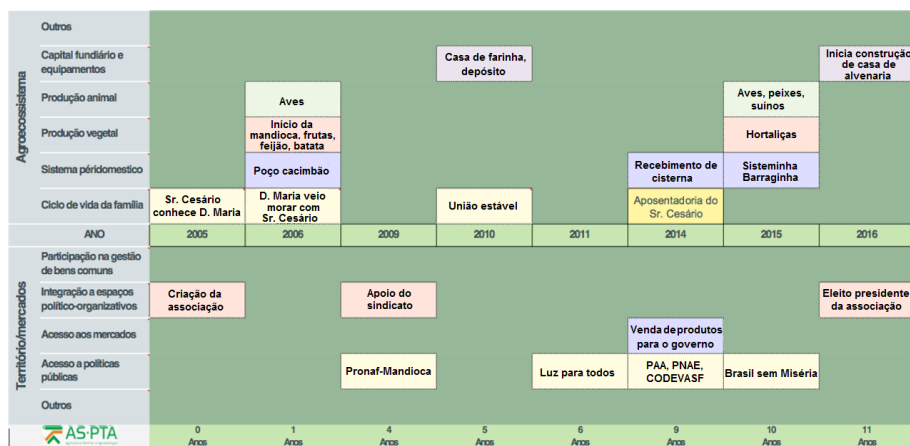 Outros
Agroecossistema
Capital fundiário e
equipamentos
Casa de farinha,
depósito
Inicia construção
de casa de
alvenaria
Produção animal
Aves
Aves, peixes,
suínos
Produção vegetal
Início da
mandioca, frutas,
feijão, batata
Hortaliças
Sistema péridomestico
Poço cacimbão
Recebimento de
cisterna
Sisteminha
Barraginha
Ciclo de vida da família
Sr. Cesário
conhece D. Maria
D. Maria veio
morar com
Sr. Cesário
União estável
Aposentadoria do
Sr. Cesário
ANO 2005 2006 2009 2010 2011 2014 2015 2016
Território/mercados
Participação na gestão
de bens comuns
Integração a espaços
político-organizativos
Criação da
associação
Apoio do
sindicato
Eleito presidente
da associação
Acesso aos mercados
Venda de produtos
para o governo
Acesso a políticas
públicas
Pronaf-Mandioca
Luz para todos
PAA, PNAE,
CODEVASF
Brasil sem Miséria
Outros
AS·PTA
0 1 4 5 6 9 10 11
Anos Anos Anos Anos Anos Anos Anos Anos